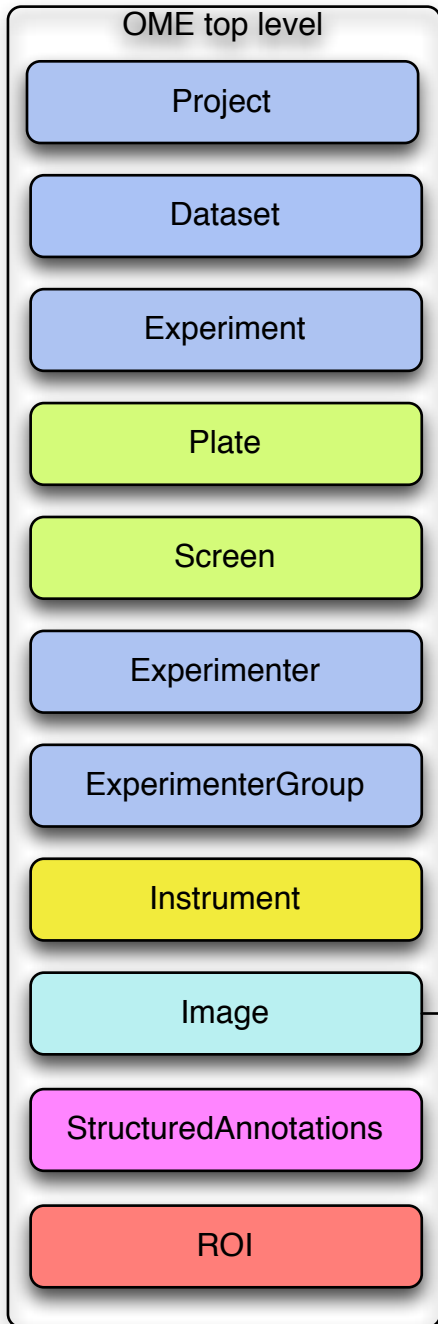 OME top level
Project
Dataset
Experiment
Plate
Screen
Experimenter
ExperimenterGroup
Instrument
Image
StructuredAnnotations
ROI